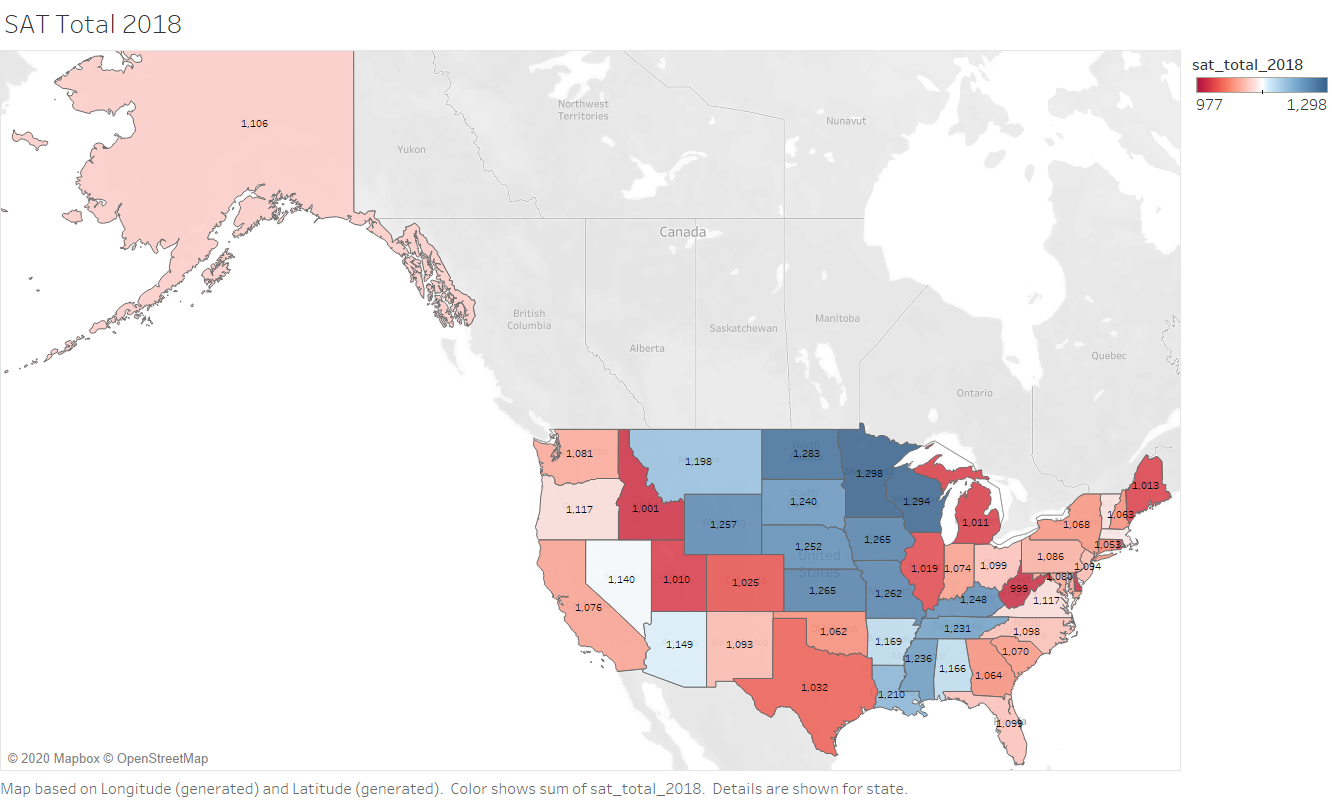 SAT Total 2018
sat_total_2018
977 1,298
1,106
Northwest
Territories
Nunavut
Yukon
Canada
British
Columbia
Manitoba
Saskatchewan
Alberta
Quebec
Ontario
1,081
1,198
1,283
1,298
1,240
1,294
1,013
1,117
1,001
1,257
1,011
1,063
1,068
1,265
1,252
United
States
1,053
1,086
1,094
1,140
1,010
1,025
1,265
1,262
1,019
1,074
1,099
999
1,080
1,117
1,076
1,248
1,149
1,093
1,062
1,169
1,231
1,098
1,236
1,166
1,070
1,064
1,032
1,210
1,099
© 2020 Mapbox © OpenStreetMap
Map based on Longitude (generated) and Latitude (generated). Color shows sum of sat_total_2018. Details are shown for state.